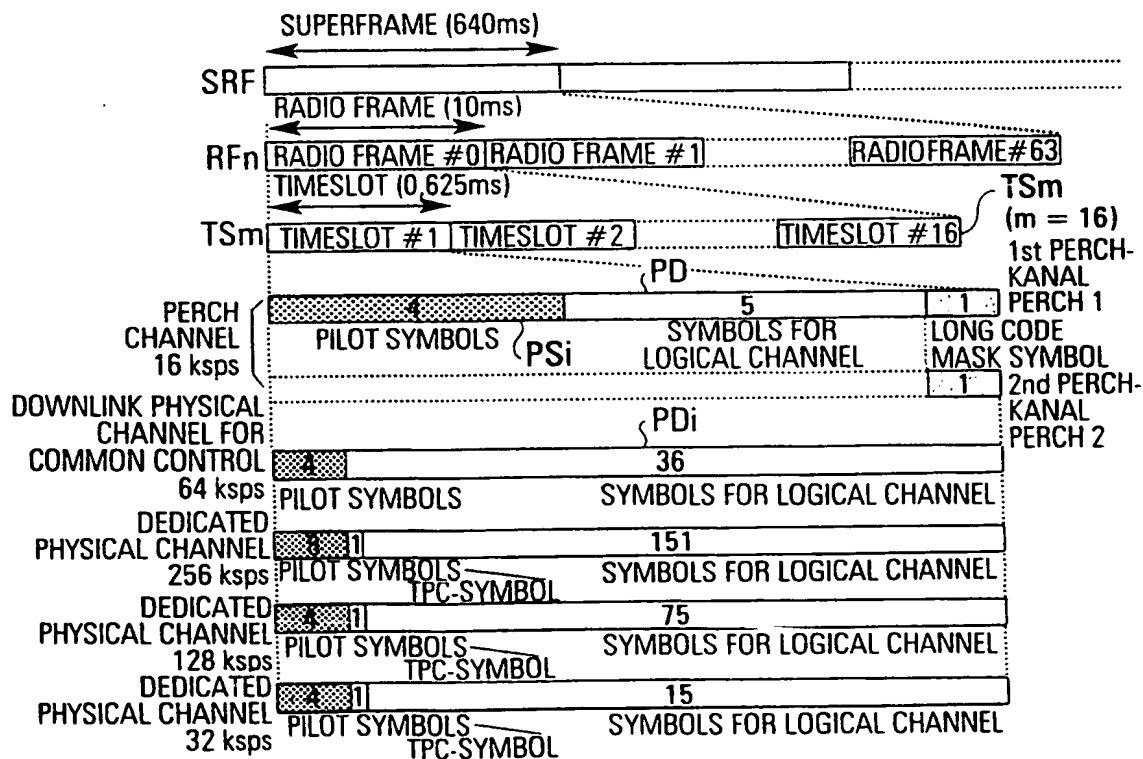 SUPERFRAME (640ms)
SRF
RADIO FRAME (10ms)
RFn RADIO FRAME #0 RADIO FRAME #1 RADIOFRAME#63
TIMESLOT (0,625ms)
TSm TIMESLOT #1 TIMESLOT #2 TIMESLOT #16
TSm
(m = 16)
1st PERCH-
KANAL
PERCH 1
PD
PERCH
CHANNEL
16 ksps
4 5 1
PILOT SYMBOLS
PSi
SYMBOLS FOR
LOGICAL CHANNEL
LONG CODE
MASK SYMBOL
1
2nd PERCH-
KANAL
PERCH 2
DOWNLINK PHYSICAL
CHANNEL FOR
COMMON CONTROL
64 ksps
PDi
4 36
PILOT SYMBOLS SYMBOLS FOR LOGICAL CHANNEL
DEDICATED
PHYSICAL CHANNEL
256 ksps
8 1 151
PILOT SYMBOLS SYMBOLS FOR LOGICAL CHANNEL
TPC-SYMBOL
DEDICATED
PHYSICAL CHANNEL
128 ksps
4 1 75
PILOT SYMBOLS SYMBOLS FOR LOGICAL CHANNEL
TPC-SYMBOL
DEDICATED
PHYSICAL CHANNEL
32 ksps
4 1 15
PILOT SYMBOLS SYMBOLS FOR LOGICAL CHANNEL
TPC-SYMBOL